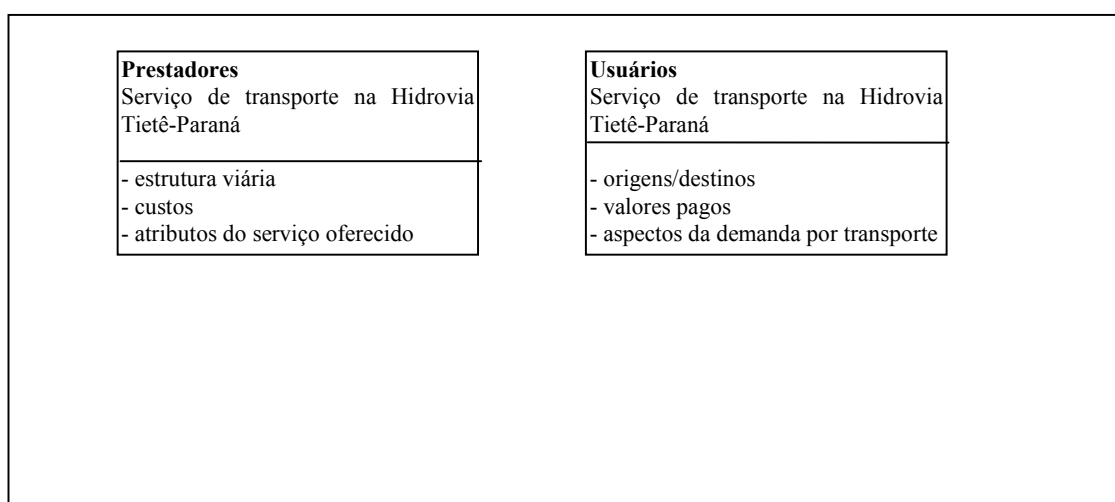 Prestadores
Serviço de transporte na Hidrovia
Tietê-Paraná
- estrutura viária
- custos
- atributos do serviço oferecido
Usuários
Serviço de transporte na Hidrovia
Tietê-Paraná
- origens/destinos
- valores pagos
- aspectos da demanda por transporte